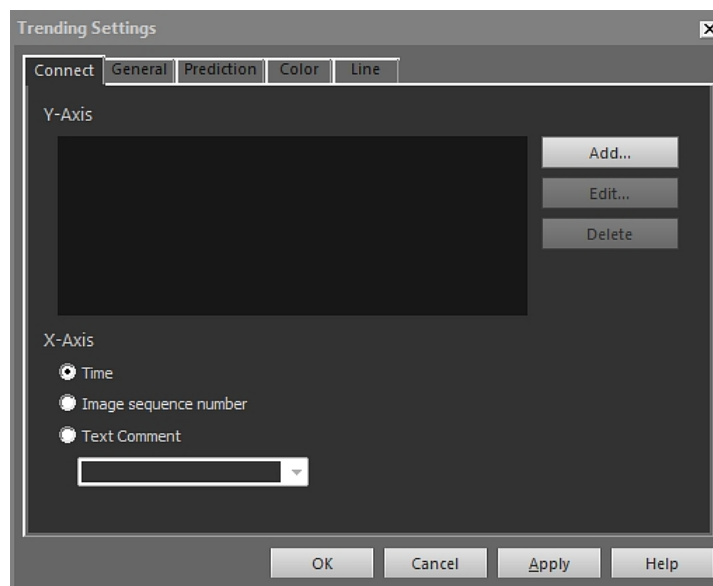 Trending Settings
Connect General Prediction Color Line
Y-Axis
Add...
Edit...
Delete
X-Axis
Time
Image sequence number
Text Comment
OK Cancel Apply Help